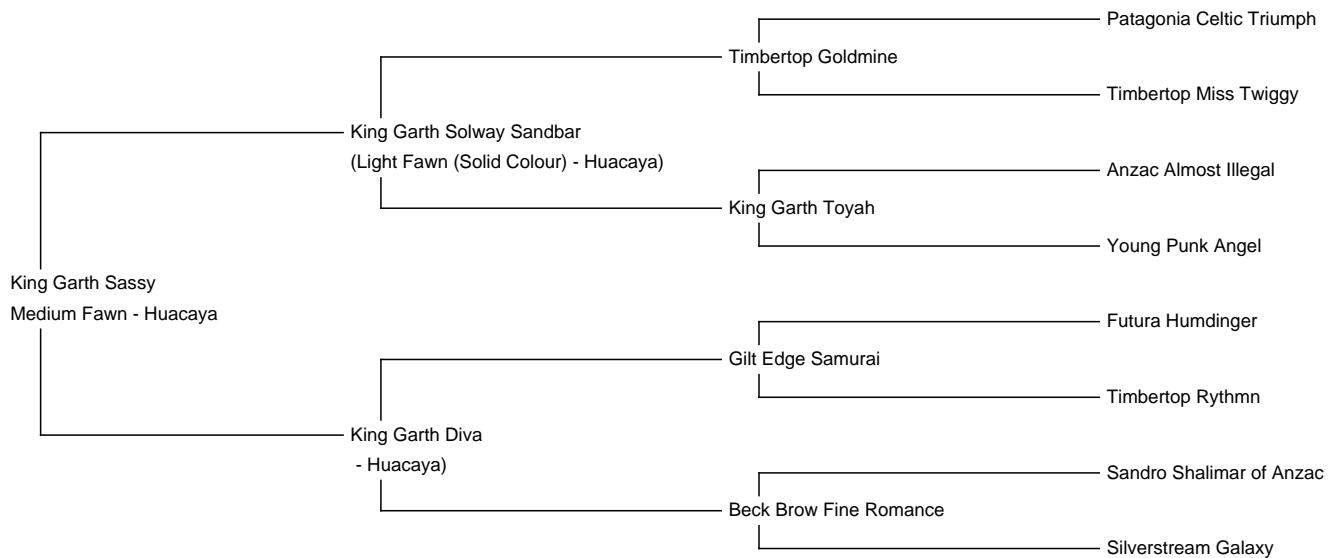 Patagonia Celtic Triumph
Timbertop Goldmine
Timbertop Miss Twiggy
King Garth Solway Sandbar
(Light Fawn (Solid Colour) - Huacaya)
Anzac Almost Illegal
King Garth Toyah
Young Punk Angel
King Garth Sassy
Medium Fawn - Huacaya
Futura Humdinger
Gilt Edge Samurai
Timbertop Rythmn
King Garth Diva
- Huacaya)
Sandro Shalimar of Anzac
Beck Brow Fine Romance
Silverstream Galaxy